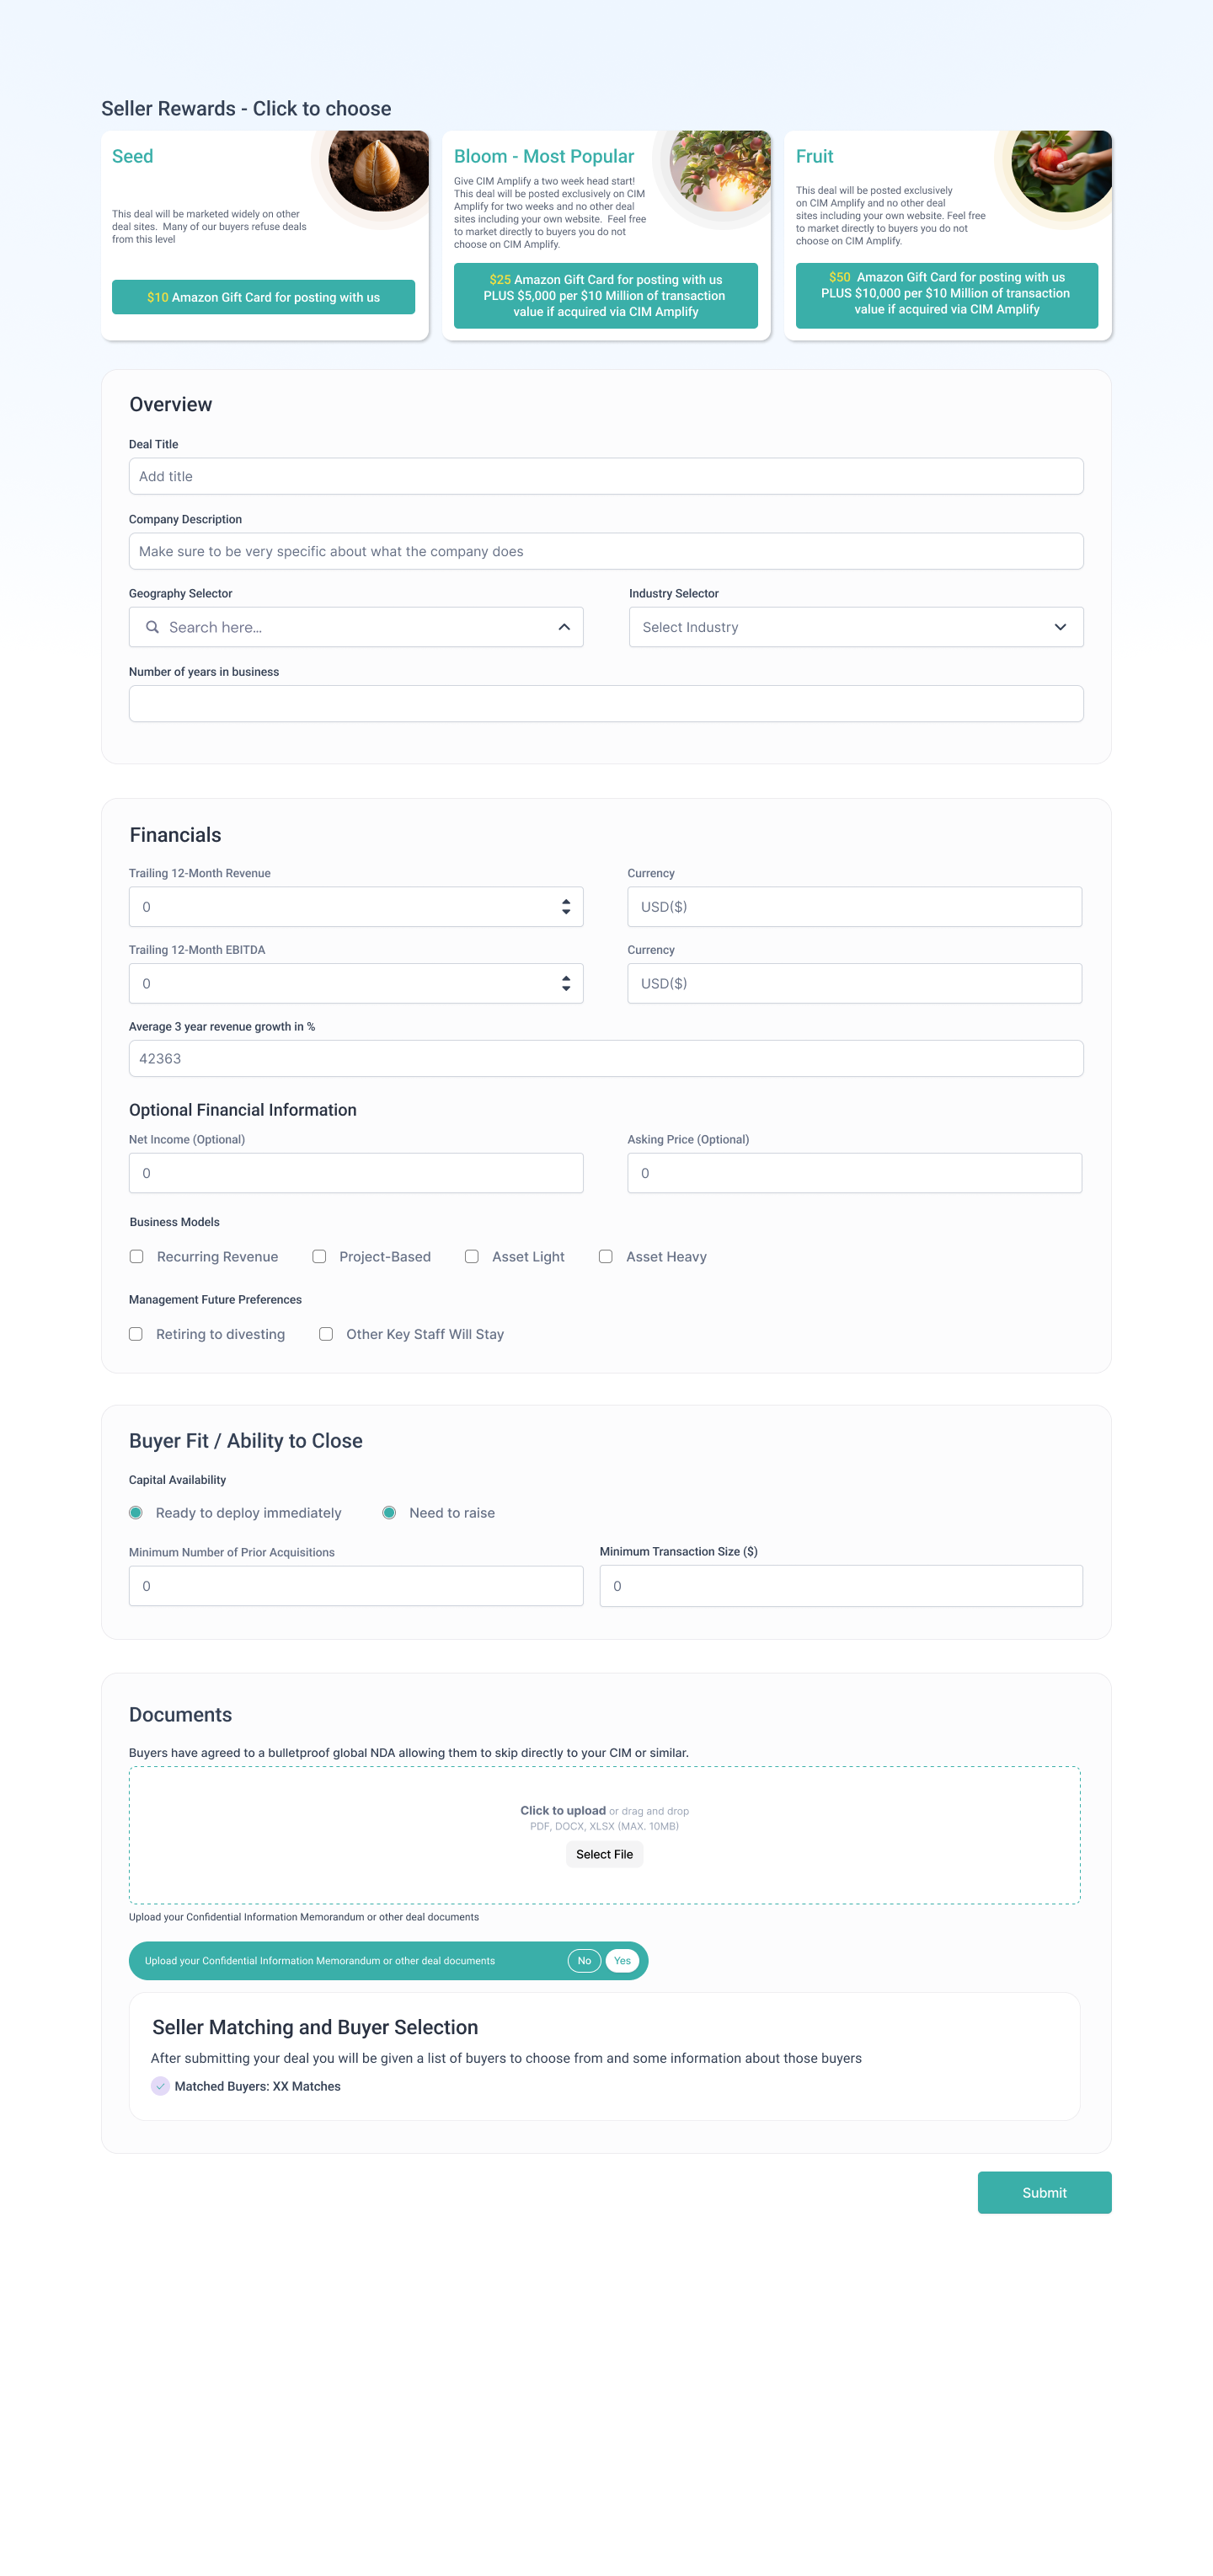 Seller Rewards - Click to choose
Seed
This deal will be marketed widely on other
deal sites.  Many of our buyers refuse deals
from this level
$10 Amazon Gift Card for posting with us
Bloom - Most Popular
Give CIM Amplify a two week head start!
This deal will be posted exclusively on CIM
Amplify for two weeks and no other deal
sites including your own website.  Feel free
to market directly to buyers you do not
choose on CIM Amplify.
$25 Amazon Gift Card for posting with us
PLUS $5,000 per $10 Million of transaction
value if acquired via CIM Amplify
Fruit
This deal will be posted exclusively
on CIM Amplify and no other deal
sites including your own website. Feel free
to market directly to buyers you do not
choose on CIM Amplify.
$50  Amazon Gift Card for posting with us
PLUS $10,000 per $10 Million of transaction
value if acquired via CIM Amplify
Overview
Deal Title
Add title
Company Description
Make sure to be very specific about what the company does
Geography Selector
Industry Selector
Search here...
Select Industry
Number of years in business
Financials
Trailing 12-Month Revenue
Currency
0
USD($)
Trailing 12-Month EBITDA
Currency
0
USD($)
Average 3 year revenue growth in %
42363
Optional Financial Information
Net Income (Optional)
Asking Price (Optional)
0
0
Business Models
Recurring Revenue
Project-Based
Asset Light
Asset Heavy
Management Future Preferences
Retiring to divesting
Other Key Staff Will Stay
Buyer Fit / Ability to Close
Capital Availability
Ready to deploy immediately
Need to raise
Minimum Number of Prior Acquisitions
Minimum Transaction Size ($)
0
0
Documents
Buyers have agreed to a bulletproof global NDA allowing them to skip directly to your CIM or similar.
Click to upload or drag and drop
PDF, DOCX, XLSX (MAX. 10MB)
Select File
Upload your Confidential Information Memorandum or other deal documents
Upload your Confidential Information Memorandum or other deal documents
No
Yes
Seller Matching and Buyer Selection
After submitting your deal you will be given a list of buyers to choose from and some information about those buyers
Matched Buyers: XX Matches
Submit